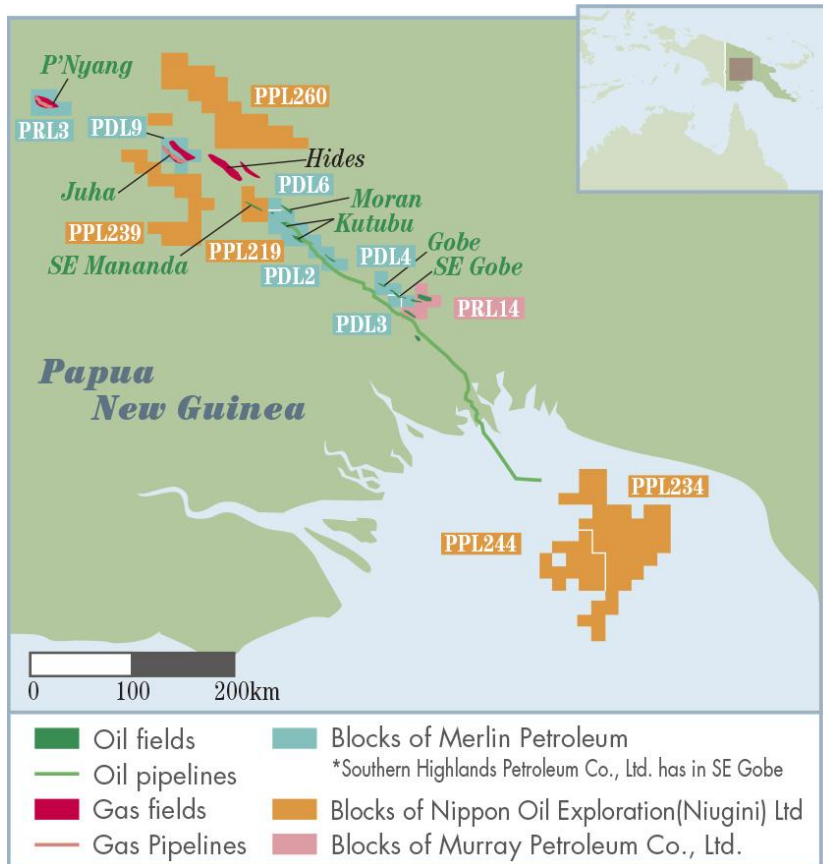 P'Nyang
PPL260
PRL3
PDL9
Hides
Juha
PDL6
Moran
Kutubu
PPL239
PPL219
Gobe
SE Mananda
PDL4
SE Gobe
PDL2
PDL3
PRL14
Papua
New Guinea
PPL234
PPL244
0 100 200km
Oil fields
Oil pipelines
Gas fields
Gas Pipelines
Blocks of Merlin Petroleum
*Southern Highlands Petroleum Co., Ltd. has in SE Gobe
Blocks of Nippon Oil Exploration(Niugini) Ltd
Blocks of Murray Petroleum Co., Ltd.